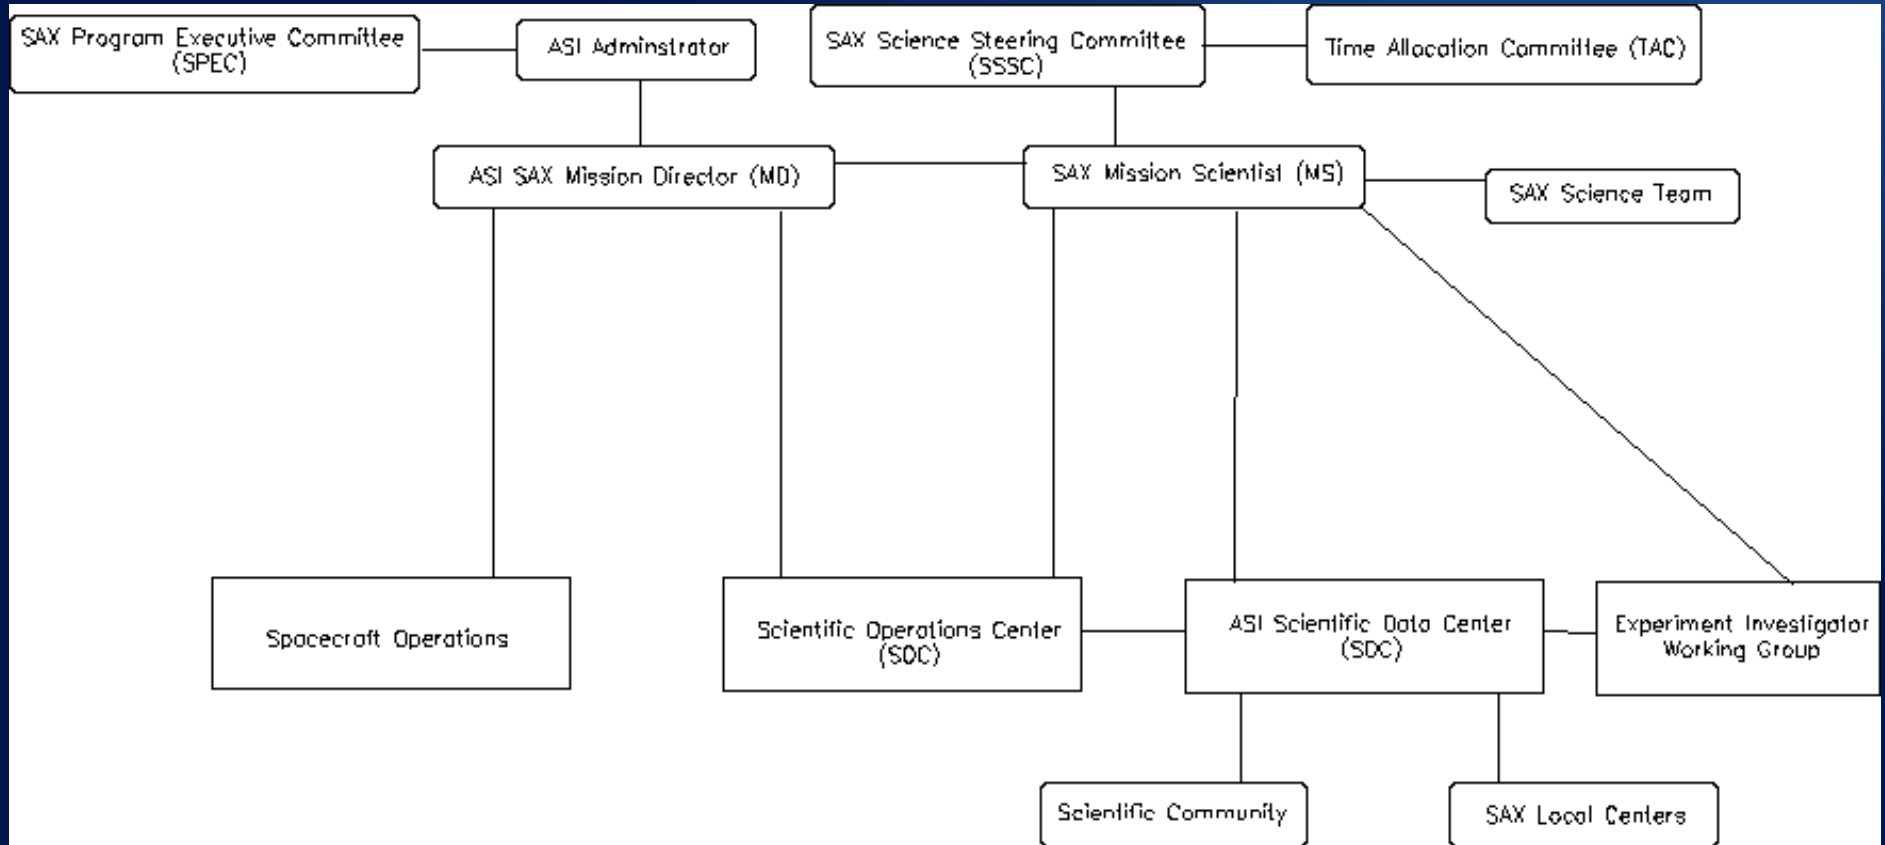 SAX Program Executive Committee
(SPEC)
ASI Adminstrator
SAX Science Steering Committee
(SSSC)
Time Allocation Committee (TAC)
ASI SAX Mission Director (MD)
SAX Mission Scientist (MS)
SAX Science Team
Spacecraft Operations
Scientific Operations Center
(SOC)
ASI Scientific Data Center
(SDC)
Experiment Investigator
Working Group
Scientific Community
SAX Local Centers